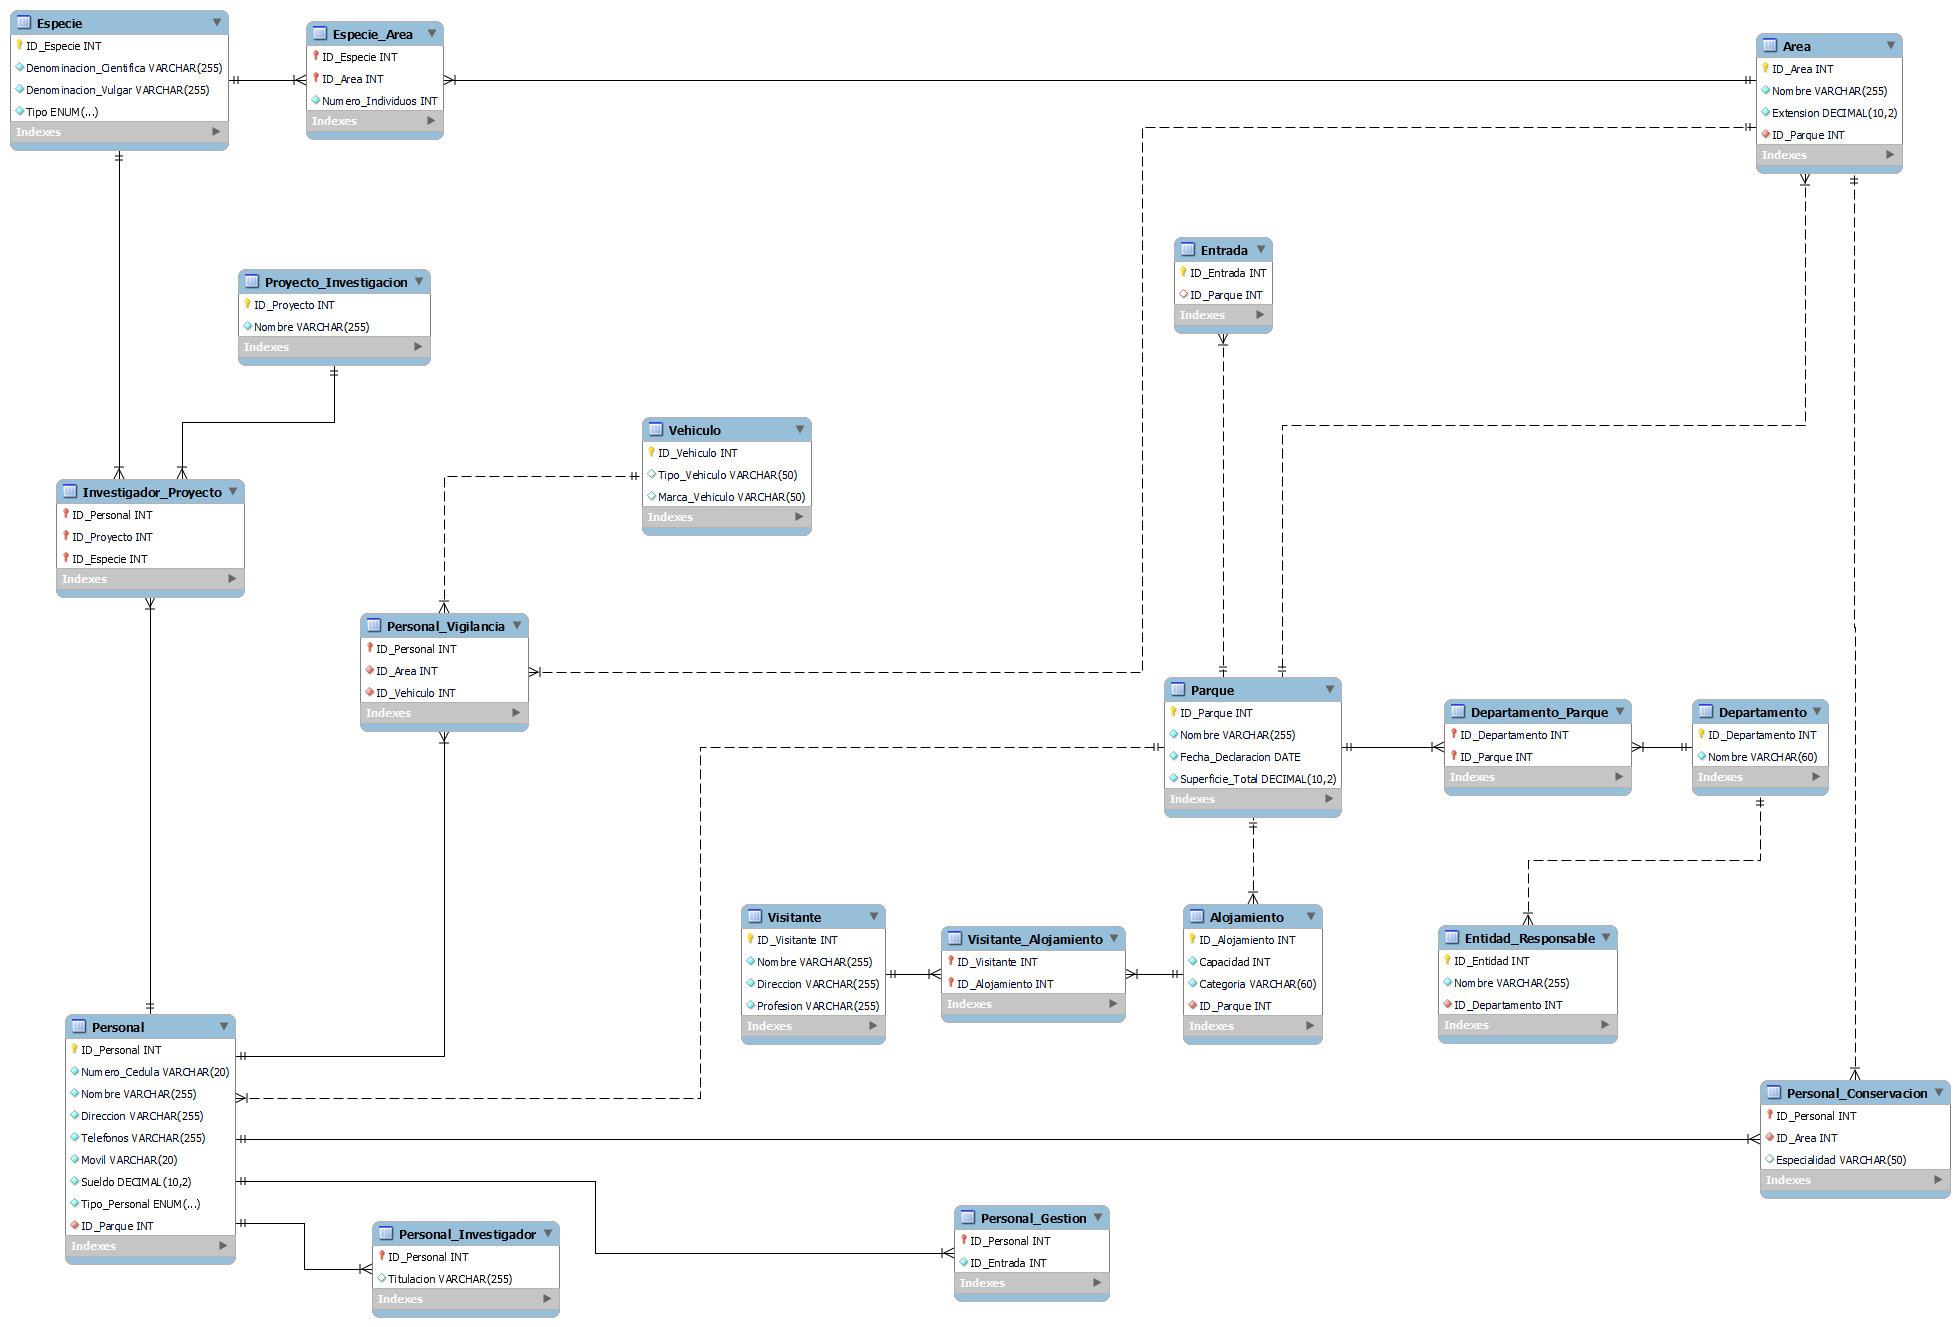 Especie
ID_Especie INT
Denominacion_Cientifica VARCHAR(255)
Denominacion_Vulgar VARCHAR(255)
Tipo ENUM(...)
Indexes
Especie_Area
ID_Especie INT
ID_Area INT
Numero_Individuos INT
Indexes
Area
ID_Area INT
Nombre VARCHAR(255)
Extension DECIMAL(10,2)
ID_Parque INT
Indexes
Entrada
ID_Entrada INT
ID_Parque INT
Indexes
Proyecto_Investigacion
ID_Proyecto INT
Nombre VARCHAR(255)
Indexes
Vehiculo
ID_Vehiculo INT
Tipo_Vehiculo VARCHAR(50)
Marca_Vehiculo VARCHAR(50)
Indexes
Investigador_Proyecto
ID_Personal INT
ID_Proyecto INT
ID_Especie INT
Indexes
Personal_Vigilancia
ID_Personal INT
ID_Area INT
ID_Vehiculo INT
Indexes
Parque
ID_Parque INT
Nombre VARCHAR(255)
Fecha_Declaracion DATE
Superficie_Total DECIMAL(10,2)
Indexes
Departamento_Parque
ID_Departamento INT
ID_Parque INT
Indexes
Departamento
ID_Departamento INT
Nombre VARCHAR(60)
Indexes
Visitante
ID_Visitante INT
Nombre VARCHAR(255)
Direccion VARCHAR(255)
Profesion VARCHAR(255)
Indexes
Visitante_Alojamiento
ID_Visitante INT
ID_Alojamiento INT
Indexes
Alojamiento
ID_Alojamiento INT
Capacidad INT
Categoria VARCHAR(60)
ID_Parque INT
Indexes
Entidad_Responsable
ID_Entidad INT
Nombre VARCHAR(255)
ID_Departamento INT
Indexes
Personal
ID_Personal INT
Numero_Cedula VARCHAR(20)
Nombre VARCHAR(255)
Direccion VARCHAR(255)
Telefonos VARCHAR(255)
Movil VARCHAR(20)
Sueldo DECIMAL(10,2)
Tipo_Personal ENUM(...)
ID_Parque INT
Indexes
Personal_Conservacion
ID_Personal INT
ID_Area INT
Especialidad VARCHAR(50)
Indexes
Personal_Investigador
ID_Personal INT
Titulacion VARCHAR(255)
Indexes
Personal_Gestion
ID_Personal INT
ID_Entrada INT
Indexes